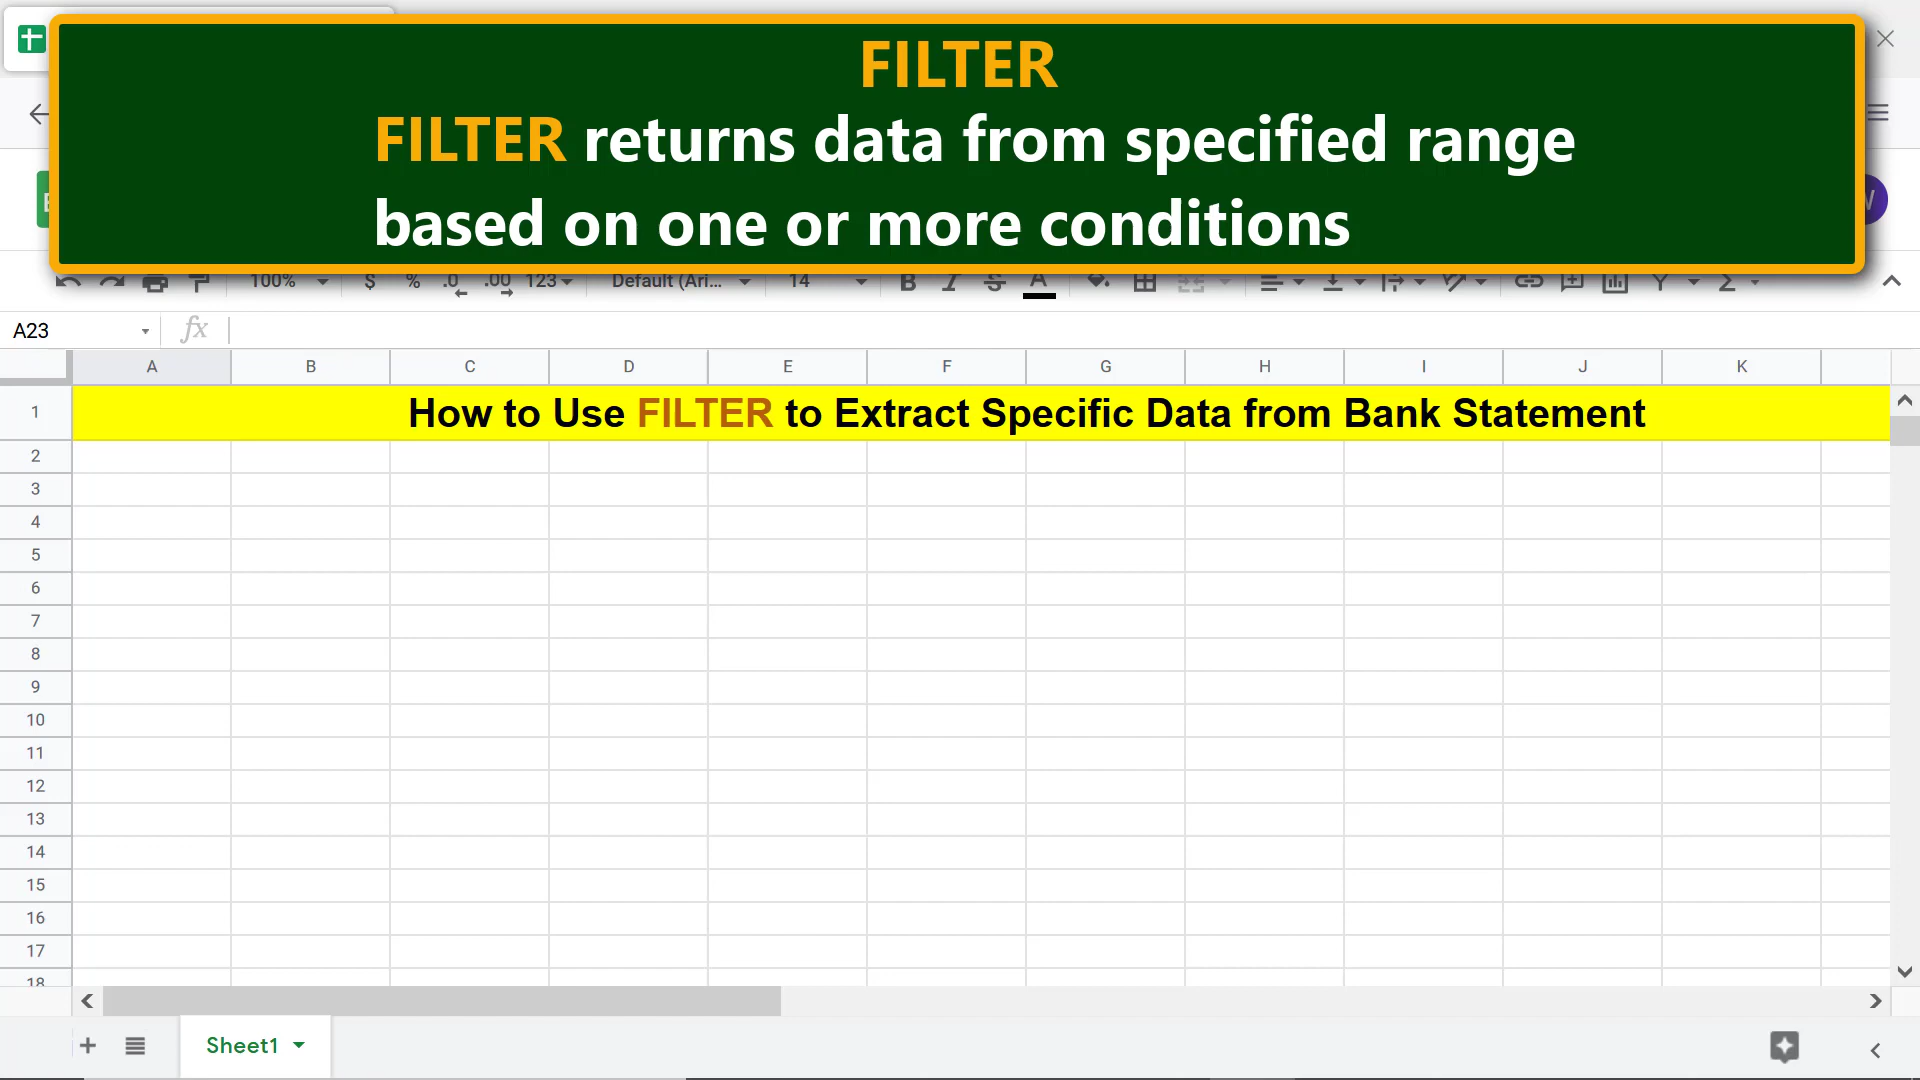 FILTER
FILTER returns data from specified range
based on one or more conditions
100% $ % .0 .00 123 Default (Ari... 14 B I S A
A23 fx
A B C D E F G H I J K
1 How to Use FILTER to Extract Specific Data from Bank Statement
2
3
4
5
6
7
8
9
10
11
12
13
14
15
16
17
18
Sheet1